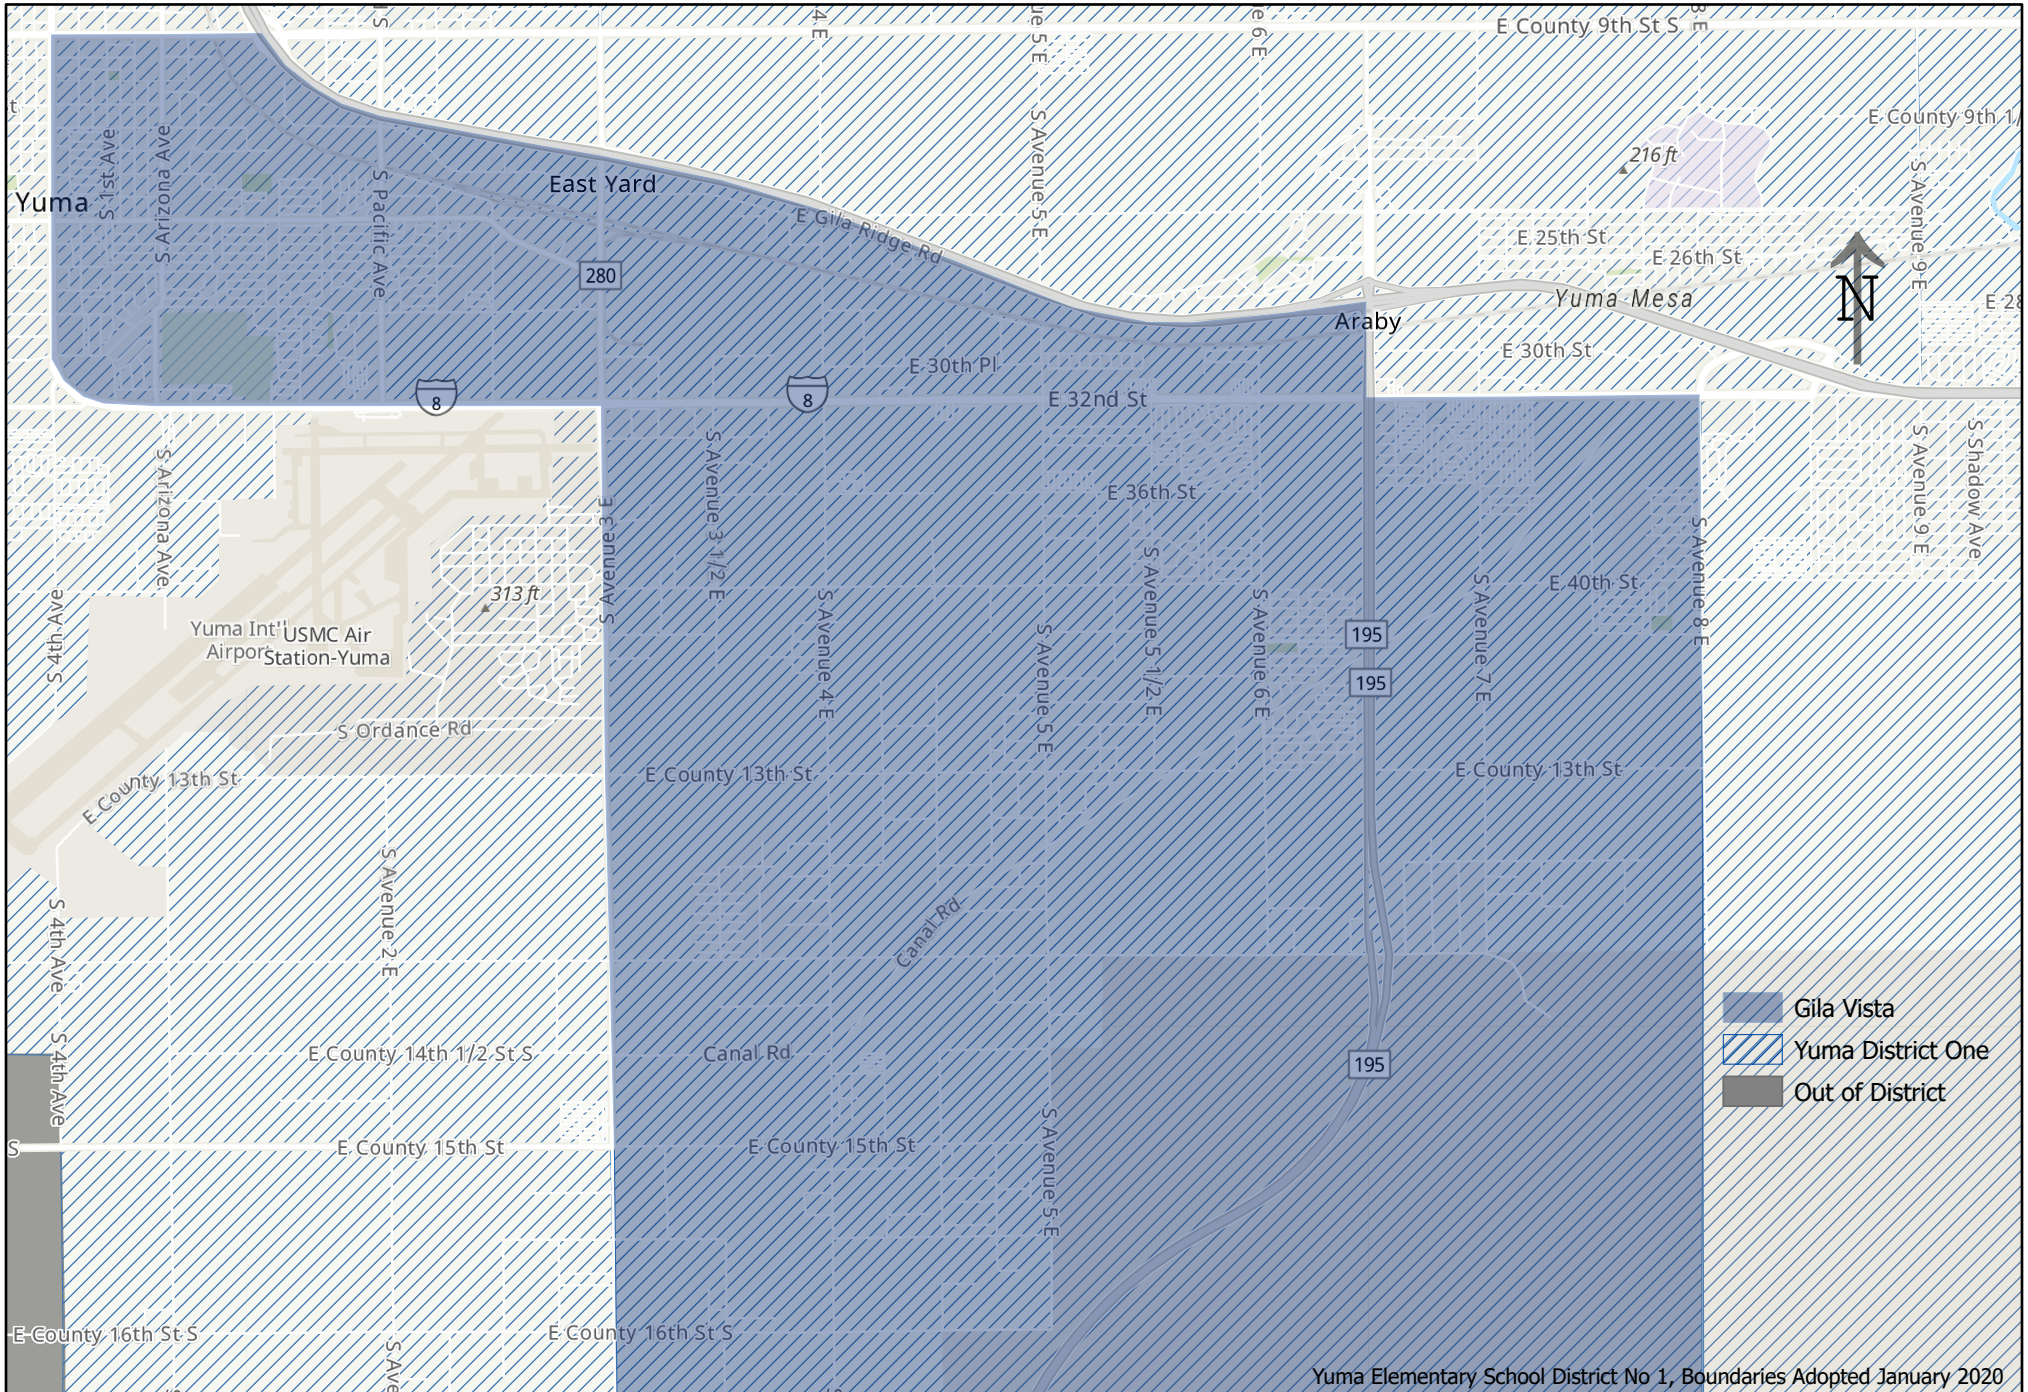 E County 9th St S
S
4 E
ue 5 E
e 6 E
8 E
t
E County 9th 1/
216 ft
S 1st Ave
S Arizona Ave
S Pacific Ave
S Avenue 5 E
S Avenue 9 E
East Yard
Yuma
E Gila Ridge Rd
E 25th St
E 26th St
280
Yuma Mesa
N
E 28
Araby
E 30th St
E 30th Pl
8
8
E 32nd St
S Arizona Ave
S Avenue 3 1/2 E
S Avenue 9 E
S Shadow Ave
E 36th St
S Avenue 3 E
S Avenue 8 E
S Avenue 5 1/2 E
E 40th St
313 ft
S 4th Ave
S Avenue 4 E
S Avenue 5 E
S Avenue 6 E
S Avenue 7 E
Yuma Int'l
Airport
USMC Air
Station-Yuma
195
195
S Ordance Rd
E County 13th St
E County 13th St
E County 13th St
S Avenue 2 E
S 4th Ave
Canal Rd
Gila Vista
Yuma District One
Out of District
S 4th Ave
E County 14th 1/2 St S
Canal Rd
195
S Avenue 5 E
S
E County 15th St
E County 15th St
E County 16th St S
E County 16th St S
S Ave
Yuma Elementary School District No 1, Boundaries Adopted January 2020